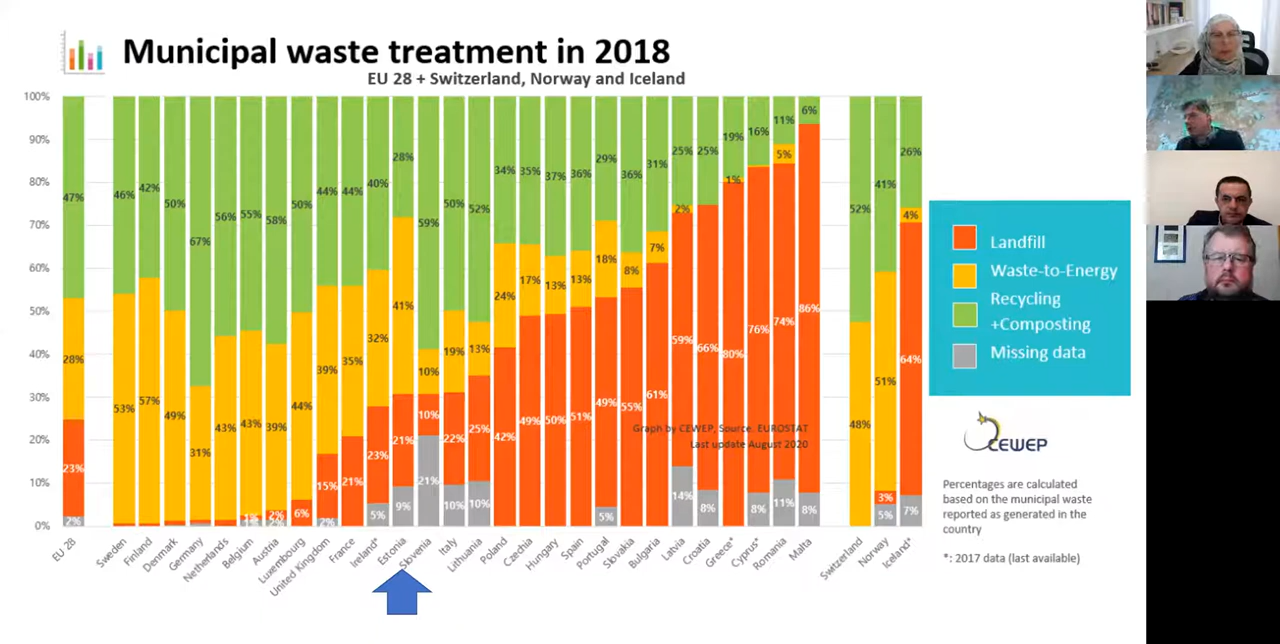 Municipal waste treatment in 2018
EU 28 + Switzerland, Norway and Iceland
100%
90%
80%
70%
60%
50%
40%
30%
20%
10%
0%
47%
28%
23%
2%
46%
53%
42%
57%
50%
49%
67%
31%
56%
43%
55%
43%
1%
58%
39%
2%
2%
50%
44%
6%
44%
39%
15%
2%
44%
35%
21%
40%
32%
23%
5%
28%
41%
21%
9%
59%
10%
10%
21%
50%
19%
22%
10%
52%
13%
25%
10%
34%
24%
42%
35%
17%
49%
37%
13%
50%
36%
13%
51%
29%
18%
49%
5%
36%
8%
55%
31%
7%
61%
25%
2%
59%
14%
25%
66%
8%
19%
1%
80%
16%
76%
8%
11%
5%
74%
11%
6%
86%
8%
52%
48%
41%
51%
3%
5%
26%
4%
64%
7%
Graph by CEWEP, Source: EUROSTAT
Last update August 2020
EU 28
Sweden
Finland
Denmark
Germany
Netherlands
Belgium
Austria
Luxembourg
United Kingdom
France
Ireland*
Estonia
Slovenia
Italy
Lithuania
Poland
Czechia
Hungary
Spain
Portugal
Slovakia
Bulgaria
Latvia
Croatia
Greece*
Cyprus*
Romania
Malta
Switzerland
Norway
Iceland*
Landfill
Waste-to-Energy
Recycling
+Composting
Missing data
CEWEP
Percentages are calculated
based on the municipal waste
reported as generated in the
country
*: 2017 data (last available)